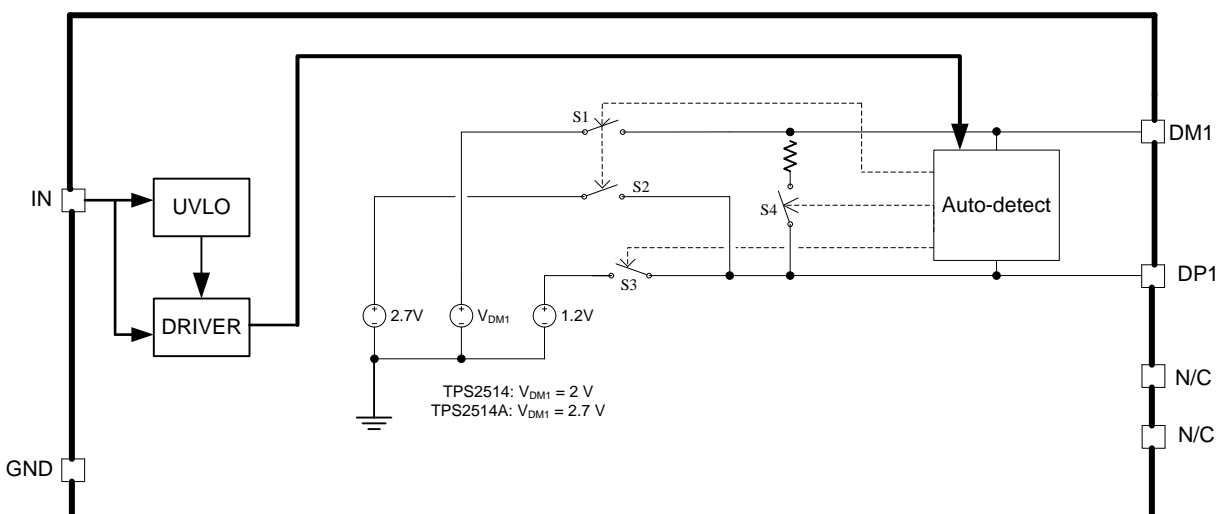 S1
DM1
IN
UVLO
S2
S4
Auto-detect
DP1
S3
DRIVER
2.7V
VDM1
1.2V
N/C
TPS2514: VDM1 = 2 V
TPS2514A: VDM1 = 2.7 V
N/C
GND